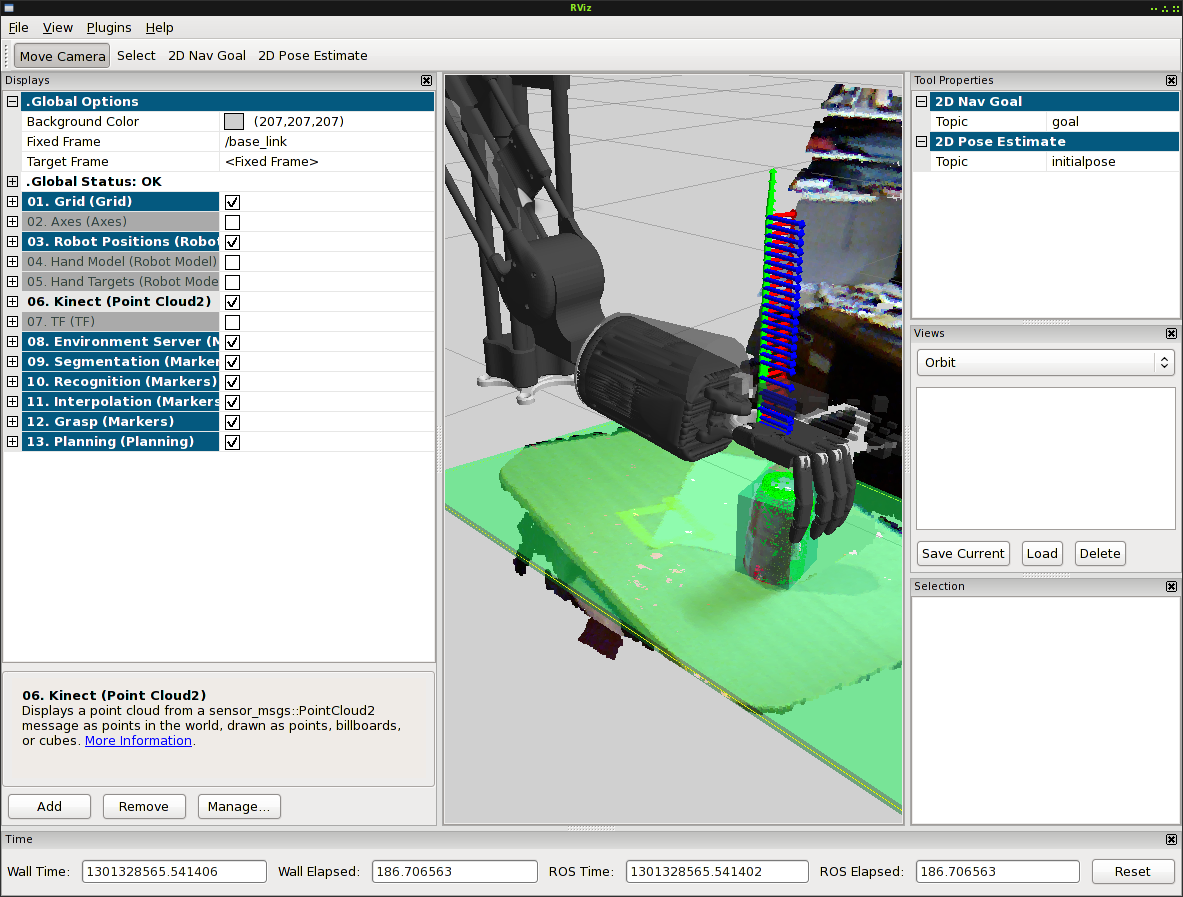 RViz
File View Plugins Help
Move Camera Select 2D Nav Goal 2D Pose Estimate
Displays
.Global Options
Background Color (207,207,207)
Fixed Frame /base_link
Target Frame <Fixed Frame>
.Global Status: OK
01. Grid (Grid)
02. Axes (Axes)
03. Robot Positions (Robot
04. Hand Model (Robot Model)
05. Hand Targets (Robot Mode
06. Kinect (Point Cloud2)
07. TF (TF)
08. Environment Server (M
09. Segmentation (Marker
10. Recognition (Markers)
11. Interpolation (Markers
12. Grasp (Markers)
13. Planning (Planning)
06. Kinect (Point Cloud2)
Displays a point cloud from a sensor_msgs::PointCloud2
message as points in the world, drawn as points, billboards,
or cubes. More Information.
Add Remove Manage...
Tool Properties
2D Nav Goal
Topic goal
2D Pose Estimate
Topic initialpose
Views
Orbit
Save Current Load Delete
Selection
Time
Wall Time: 1301328565.541406 Wall Elapsed: 186.706563 ROS Time: 1301328565.541402 ROS Elapsed: 186.706563 Reset